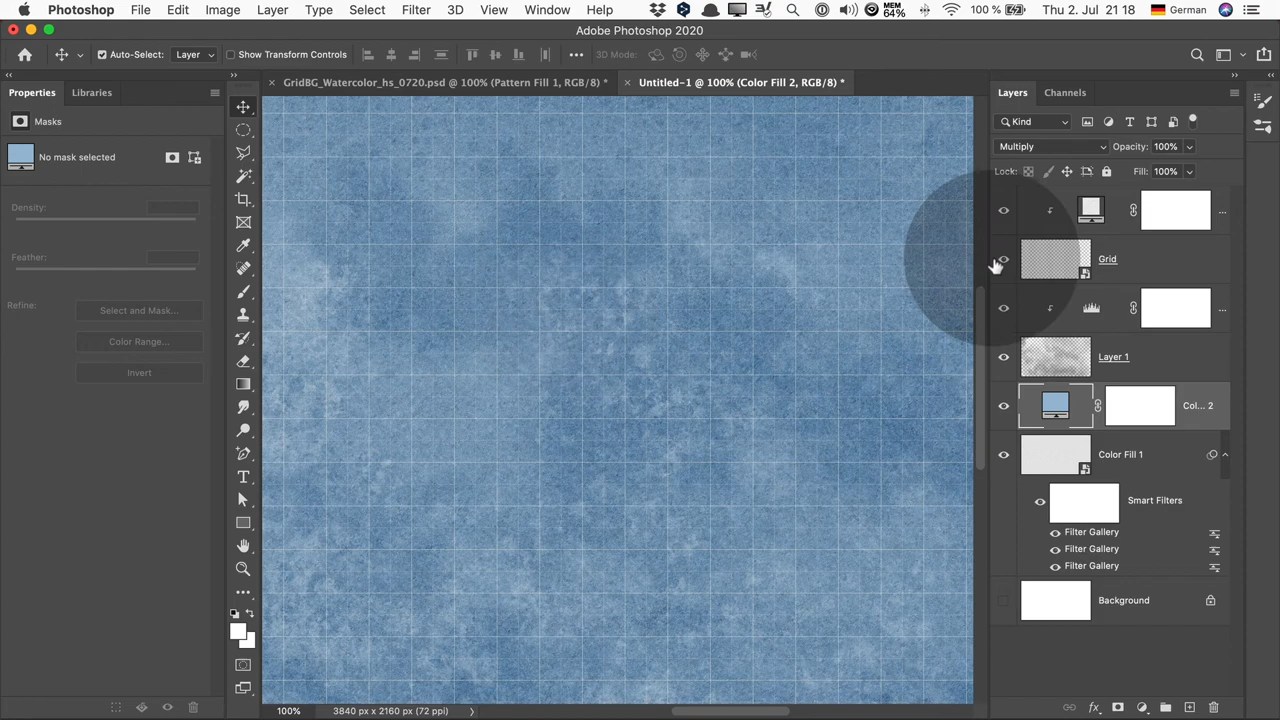 Photoshop File Edit Image Layer Type Select Filter 3D View Window Help MEM 64% 100 % Thu 2. Jul 21 18 German
Adobe Photoshop 2020
Auto-Select: Layer Show Transform Controls 3D Mode:
GridBG_Watercolor_hs_0720.psd @ 100% (Pattern Fill 1, RGB/8) *
Untitled-1 @ 100% (Color Fill 2, RGB/8) *
Properties Libraries
Masks
No mask selected
Density:
Feather:
Refine:
Select and Mask...
Color Range...
Invert
Layers Channels
Kind
Multiply Opacity: 100%
Lock: Fill: 100%
...
Grid
...
Layer 1
Col... 2
Color Fill 1
Smart Filters
Filter Gallery
Filter Gallery
Filter Gallery
Background
100% 3840 px x 2160 px (72 ppi)